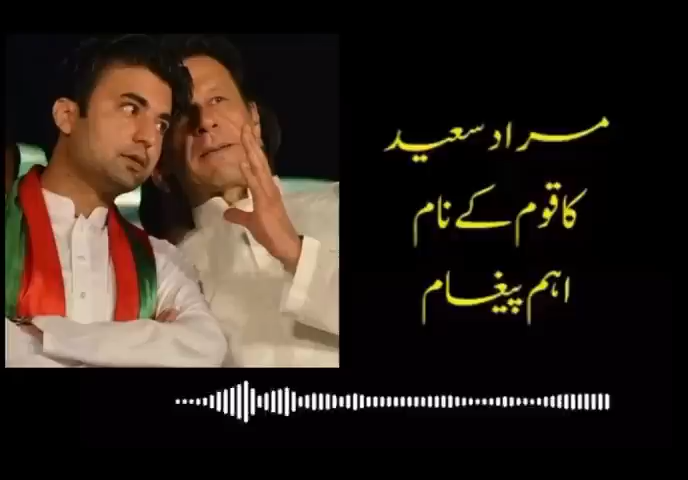 مراد سعید
کا قوم کے نام
اہم پیغام